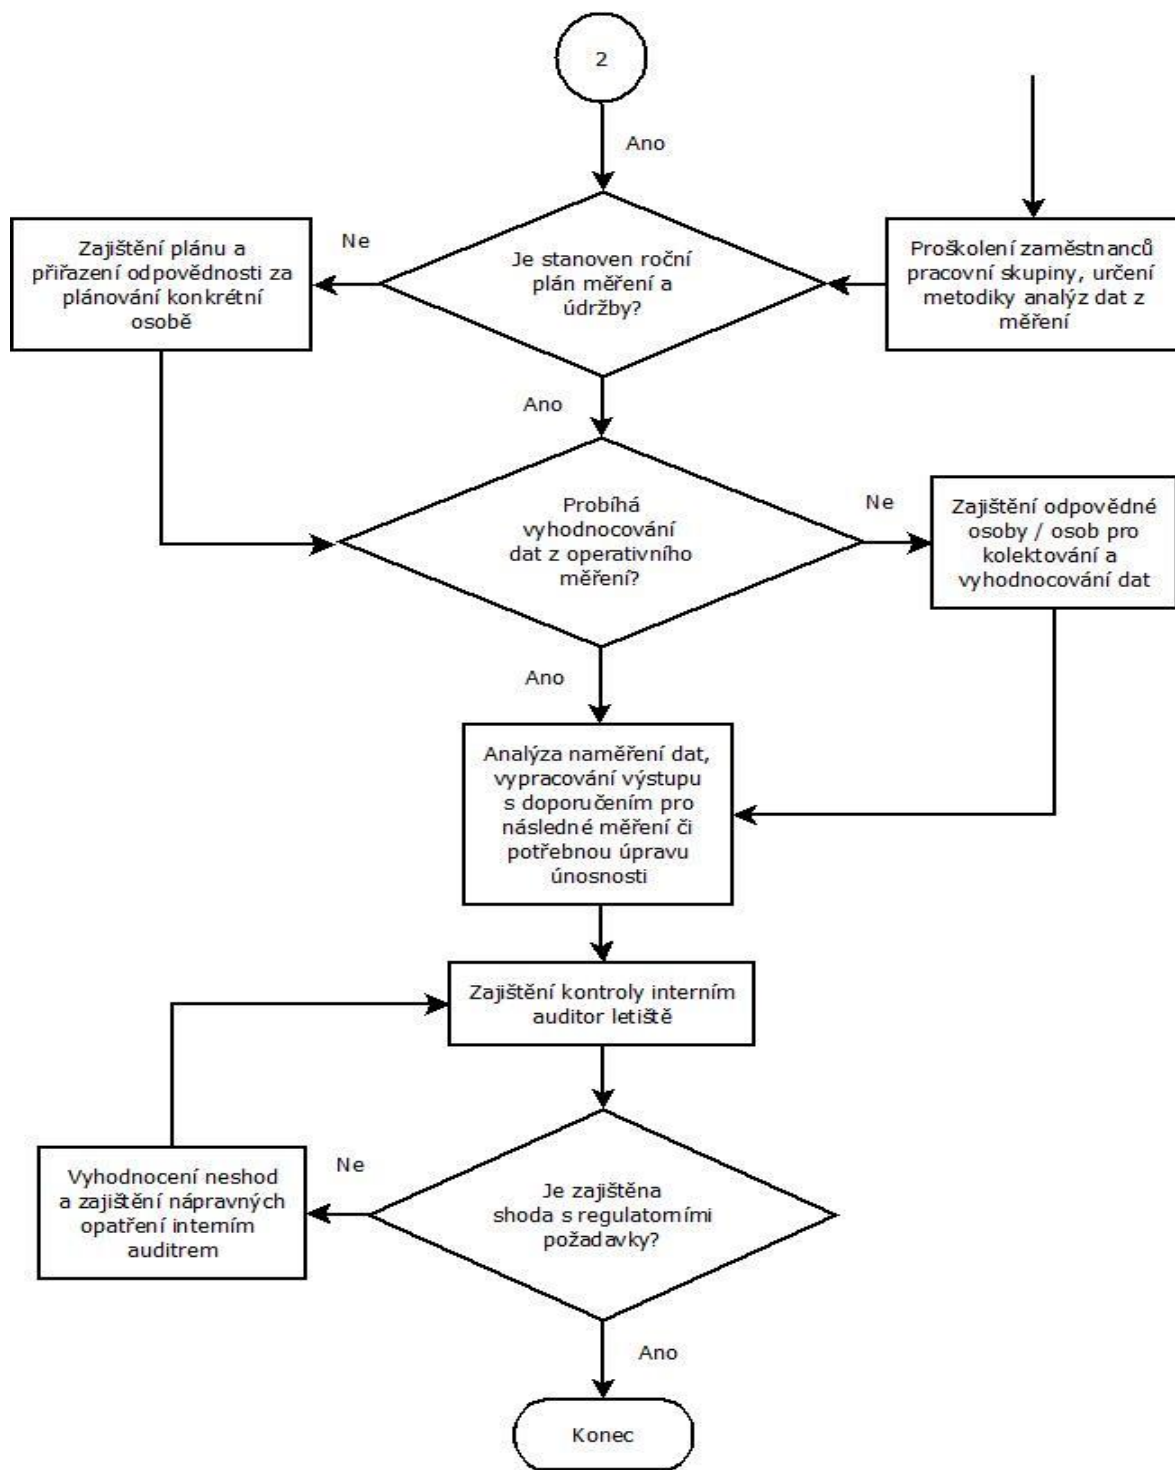 2
Ano
Zajištění plánu a
přiřazení odpovědnosti za
plánování konkrétní
osobě
Ne
Je stanoven roční
plán měření a
údržby?
Proškolení zaměstnanců
pracovní skupiny, určení
metodiky analýz dat z
měření
Ano
Probíhá
vyhodnocování
dat z operativního
měření?
Ne
Zajištění odpovědné
osoby / osob pro
kolektování a
vyhodnocování dat
Ano
Analýza naměření dat,
vypracování výstupu
s doporučením pro
následné měření či
potřebnou úpravu
únosnosti
Zajištění kontroly interním
auditor letiště
Vyhodnocení neshod
a zajištění nápravných
opatření interním
auditrem
Ne
Je zajištěna
shoda s regulatorními
požadavky?
Ano
Konec